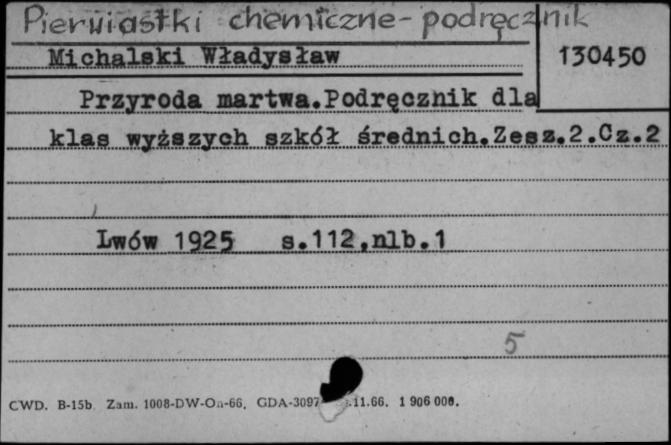 Pierwiastki chemiczne - podręcznik
Michalski Władysław
130450
Przyroda martwa.Podręcznik dla
klas wyższych szkół średnich.Zesz.2.Cz.2
Lwów 1925 s.112,nlb.1
5
CWD. B-15b Zam. 1008-DW-On-66, GDA-3097 .11.66. 1 906 000.